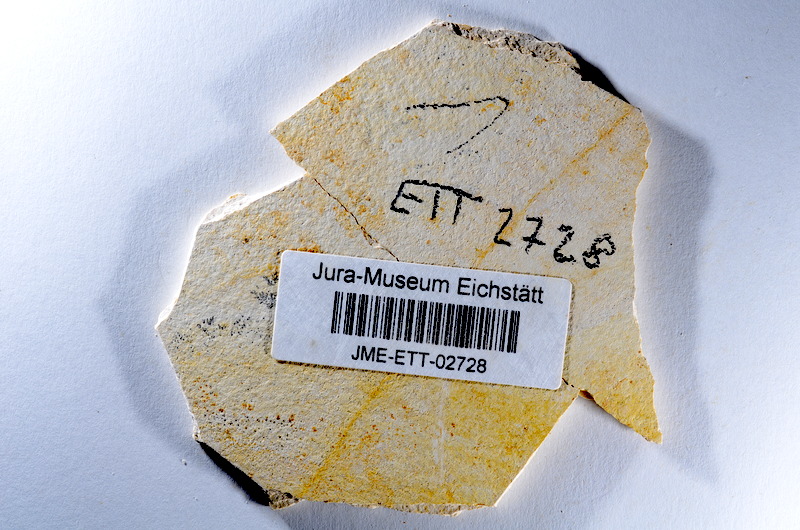 ETT 2728
Jura-Museum Eichstätt
JME-ETT-02728